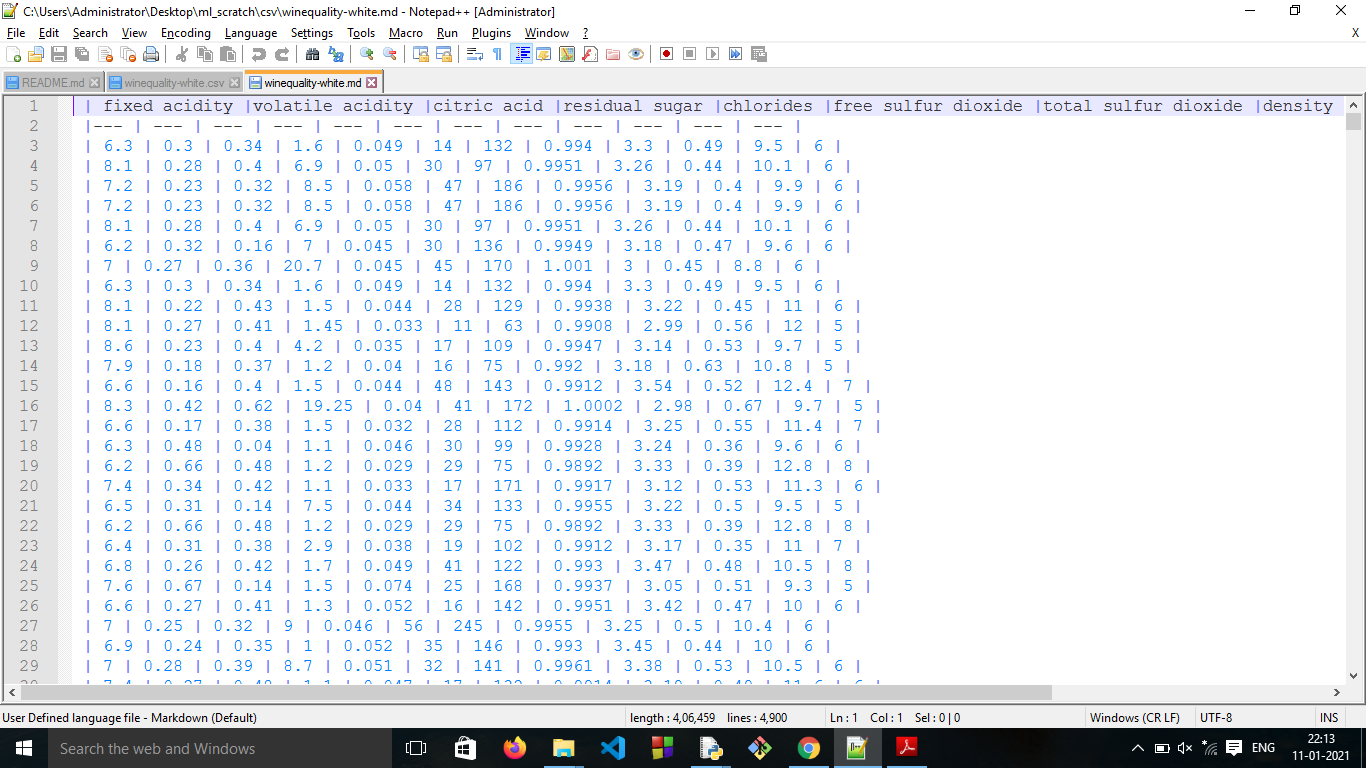 C:\Users\Administrator\Desktop\ml_scratch\csv\winequality-white.md - Notepad++ [Administrator]
File Edit Search View Encoding Language Settings Tools Macro Run Plugins Window ? X
README.md winequality-white.csv winequality-white.md
1 | fixed acidity |volatile acidity |citric acid |residual sugar |chlorides |free sulfur dioxide |total sulfur dioxide |density
2 |--- | --- | --- | --- | --- | --- | --- | --- | --- | --- | --- | --- |
3 | 6.3 | 0.3 | 0.34 | 1.6 | 0.049 | 14 | 132 | 0.994 | 3.3 | 0.49 | 9.5 | 6 |
4 | 8.1 | 0.28 | 0.4 | 6.9 | 0.05 | 30 | 97 | 0.9951 | 3.26 | 0.44 | 10.1 | 6 |
5 | 7.2 | 0.23 | 0.32 | 8.5 | 0.058 | 47 | 186 | 0.9956 | 3.19 | 0.4 | 9.9 | 6 |
6 | 7.2 | 0.23 | 0.32 | 8.5 | 0.058 | 47 | 186 | 0.9956 | 3.19 | 0.4 | 9.9 | 6 |
7 | 8.1 | 0.28 | 0.4 | 6.9 | 0.05 | 30 | 97 | 0.9951 | 3.26 | 0.44 | 10.1 | 6 |
8 | 6.2 | 0.32 | 0.16 | 7 | 0.045 | 30 | 136 | 0.9949 | 3.18 | 0.47 | 9.6 | 6 |
9 | 7 | 0.27 | 0.36 | 20.7 | 0.045 | 45 | 170 | 1.001 | 3 | 0.45 | 8.8 | 6 |
10 | 6.3 | 0.3 | 0.34 | 1.6 | 0.049 | 14 | 132 | 0.994 | 3.3 | 0.49 | 9.5 | 6 |
11 | 8.1 | 0.22 | 0.43 | 1.5 | 0.044 | 28 | 129 | 0.9938 | 3.22 | 0.45 | 11 | 6 |
12 | 8.1 | 0.27 | 0.41 | 1.45 | 0.033 | 11 | 63 | 0.9908 | 2.99 | 0.56 | 12 | 5 |
13 | 8.6 | 0.23 | 0.4 | 4.2 | 0.035 | 17 | 109 | 0.9947 | 3.14 | 0.53 | 9.7 | 5 |
14 | 7.9 | 0.18 | 0.37 | 1.2 | 0.04 | 16 | 75 | 0.992 | 3.18 | 0.63 | 10.8 | 5 |
15 | 6.6 | 0.16 | 0.4 | 1.5 | 0.044 | 48 | 143 | 0.9912 | 3.54 | 0.52 | 12.4 | 7 |
16 | 8.3 | 0.42 | 0.62 | 19.25 | 0.04 | 41 | 172 | 1.0002 | 2.98 | 0.67 | 9.7 | 5 |
17 | 6.6 | 0.17 | 0.38 | 1.5 | 0.032 | 28 | 112 | 0.9914 | 3.25 | 0.55 | 11.4 | 7 |
18 | 6.3 | 0.48 | 0.04 | 1.1 | 0.046 | 30 | 99 | 0.9928 | 3.24 | 0.36 | 9.6 | 6 |
19 | 6.2 | 0.66 | 0.48 | 1.2 | 0.029 | 29 | 75 | 0.9892 | 3.33 | 0.39 | 12.8 | 8 |
20 | 7.4 | 0.34 | 0.42 | 1.1 | 0.033 | 17 | 171 | 0.9917 | 3.12 | 0.53 | 11.3 | 6 |
21 | 6.5 | 0.31 | 0.14 | 7.5 | 0.044 | 34 | 133 | 0.9955 | 3.22 | 0.5 | 9.5 | 5 |
22 | 6.2 | 0.66 | 0.48 | 1.2 | 0.029 | 29 | 75 | 0.9892 | 3.33 | 0.39 | 12.8 | 8 |
23 | 6.4 | 0.31 | 0.38 | 2.9 | 0.038 | 19 | 102 | 0.9912 | 3.17 | 0.35 | 11 | 7 |
24 | 6.8 | 0.26 | 0.42 | 1.7 | 0.049 | 41 | 122 | 0.993 | 3.47 | 0.48 | 10.5 | 8 |
25 | 7.6 | 0.67 | 0.14 | 1.5 | 0.074 | 25 | 168 | 0.9937 | 3.05 | 0.51 | 9.3 | 5 |
26 | 6.6 | 0.27 | 0.41 | 1.3 | 0.052 | 16 | 142 | 0.9951 | 3.42 | 0.47 | 10 | 6 |
27 | 7 | 0.25 | 0.32 | 9 | 0.046 | 56 | 245 | 0.9955 | 3.25 | 0.5 | 10.4 | 6 |
28 | 6.9 | 0.24 | 0.35 | 1 | 0.052 | 35 | 146 | 0.993 | 3.45 | 0.44 | 10 | 6 |
29 | 7 | 0.28 | 0.39 | 8.7 | 0.051 | 32 | 141 | 0.9961 | 3.38 | 0.53 | 10.5 | 6 |
User Defined language file - Markdown (Default) length : 4,06,459 lines : 4,900 Ln : 1 Col : 1 Sel : 0 | 0 Windows (CR LF) UTF-8 INS
Search the web and Windows ENG 22:13
11-01-2021